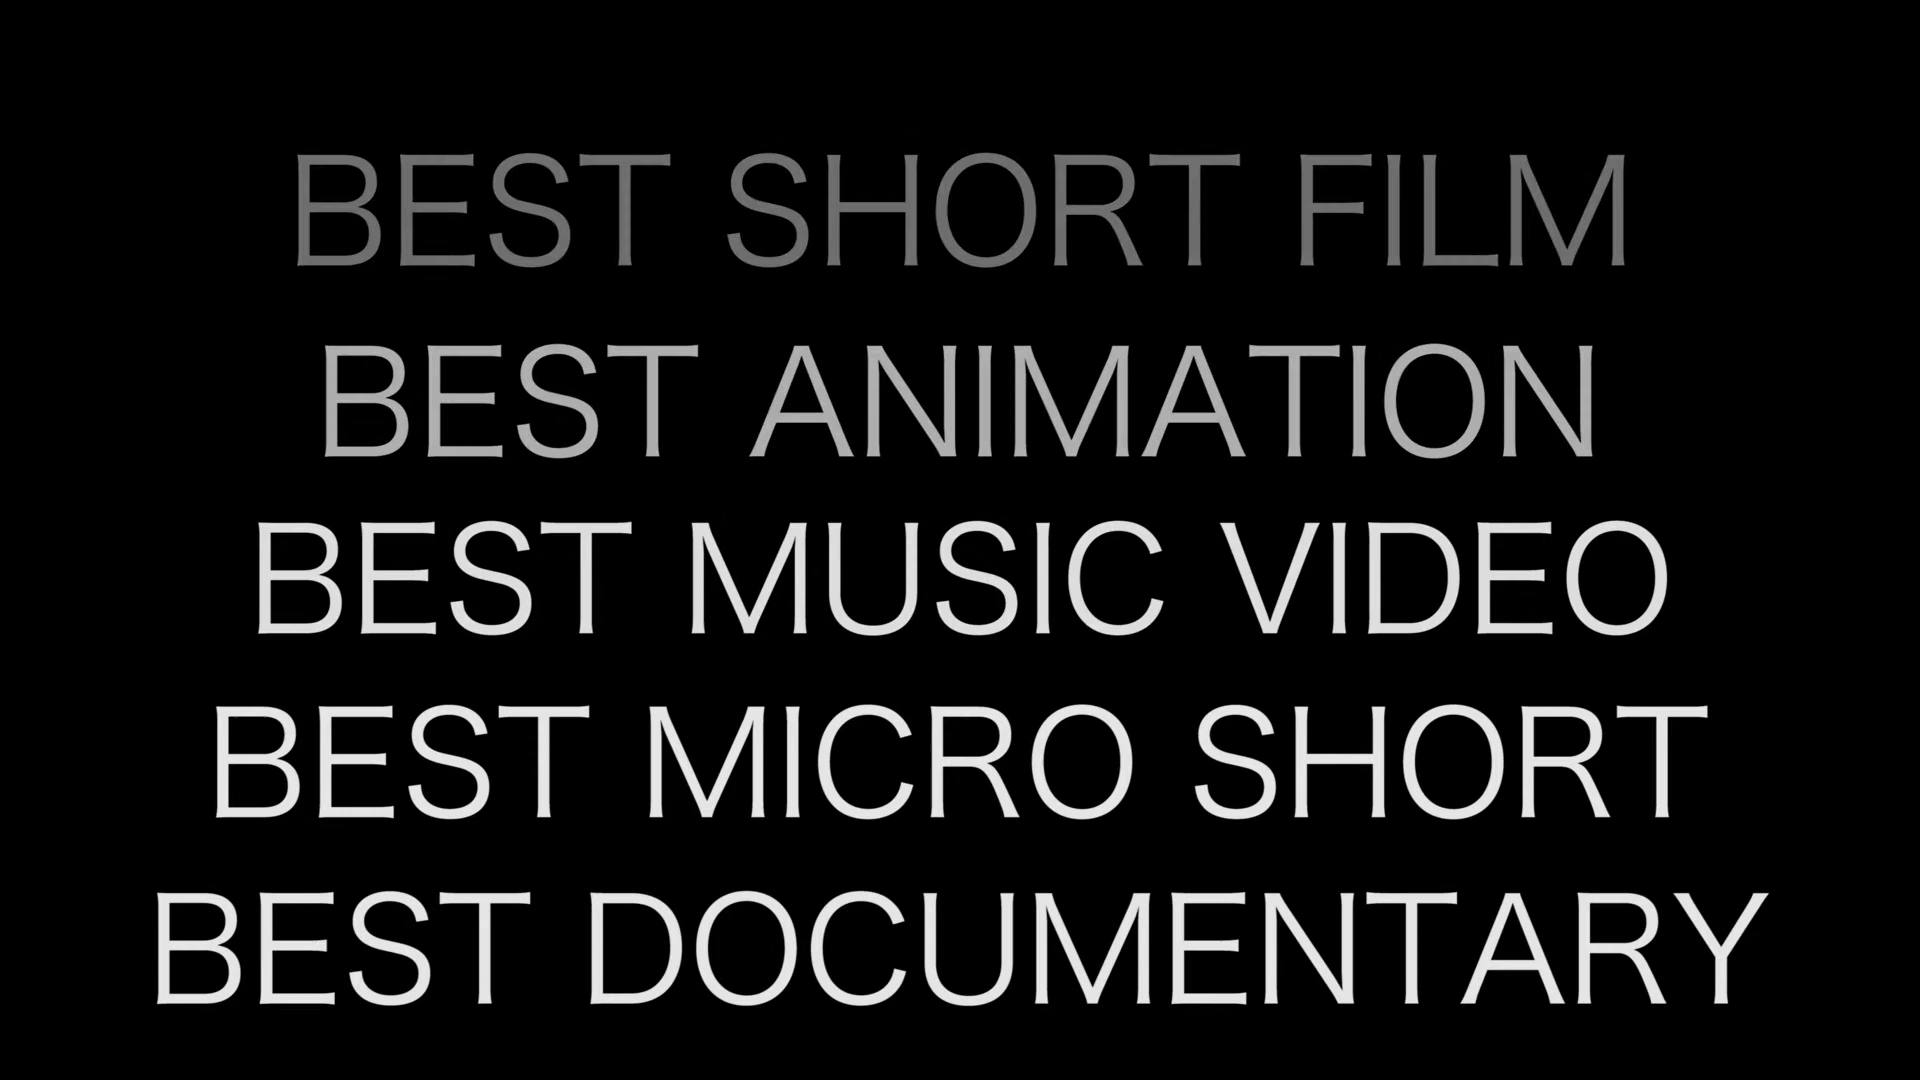 BEST SHORT FILM
BEST ANIMATION
BEST MUSIC VIDEO
BEST MICRO SHORT
BEST DOCUMENTARY